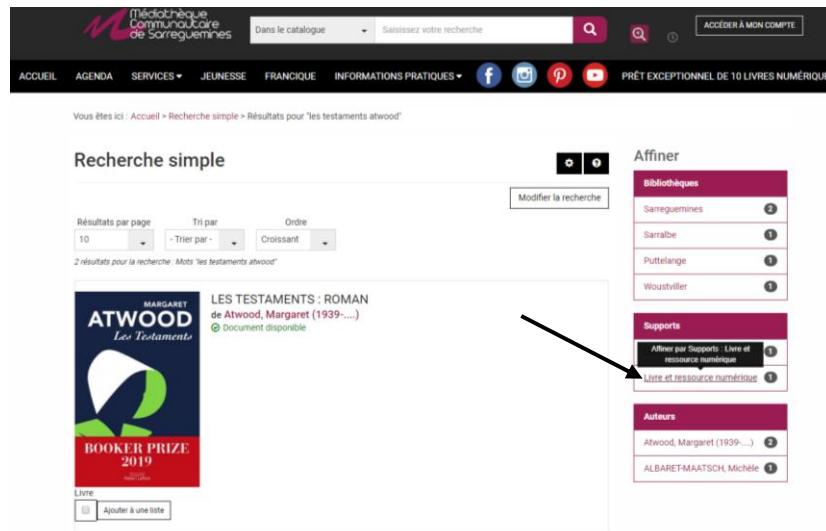 Médiathèque
Communautaire
de Sarreguemines
Dans le catalogue
Saisissez votre recherche
ACCÉDER À MON COMPTE
ACCUEIL AGENDA SERVICES JEUNESSE FRANCIQUE INFORMATIONS PRATIQUES PRÊT EXCEPTIONNEL DE 10 LIVRES NUMÉRIQUE
Vous êtes ici : Accueil > Recherche simple > Résultats pour "les testaments atwood"
Recherche simple
Modifier la recherche
Résultats par page Tri par Ordre
10 - Trier par - Croissant
2 résultats pour la recherche : Mots "les testaments atwood"
MARGARET
ATWOOD
Les Testaments
BOOKER PRIZE
2019
LES TESTAMENTS : ROMAN
de Atwood, Margaret (1939-....)
Document disponible
Livre
Ajouter à une liste
Affiner
Bibliothèques
Sarreguemines 2
Sarralbe 1
Puttelange 1
Woustviller 1
Supports
Affiner par Supports : Livre et
ressource numérique
1
Livre et ressource numérique 1
Auteurs
Atwood, Margaret (1939-....) 2
ALBARET-MAATSCH, Michèle 1